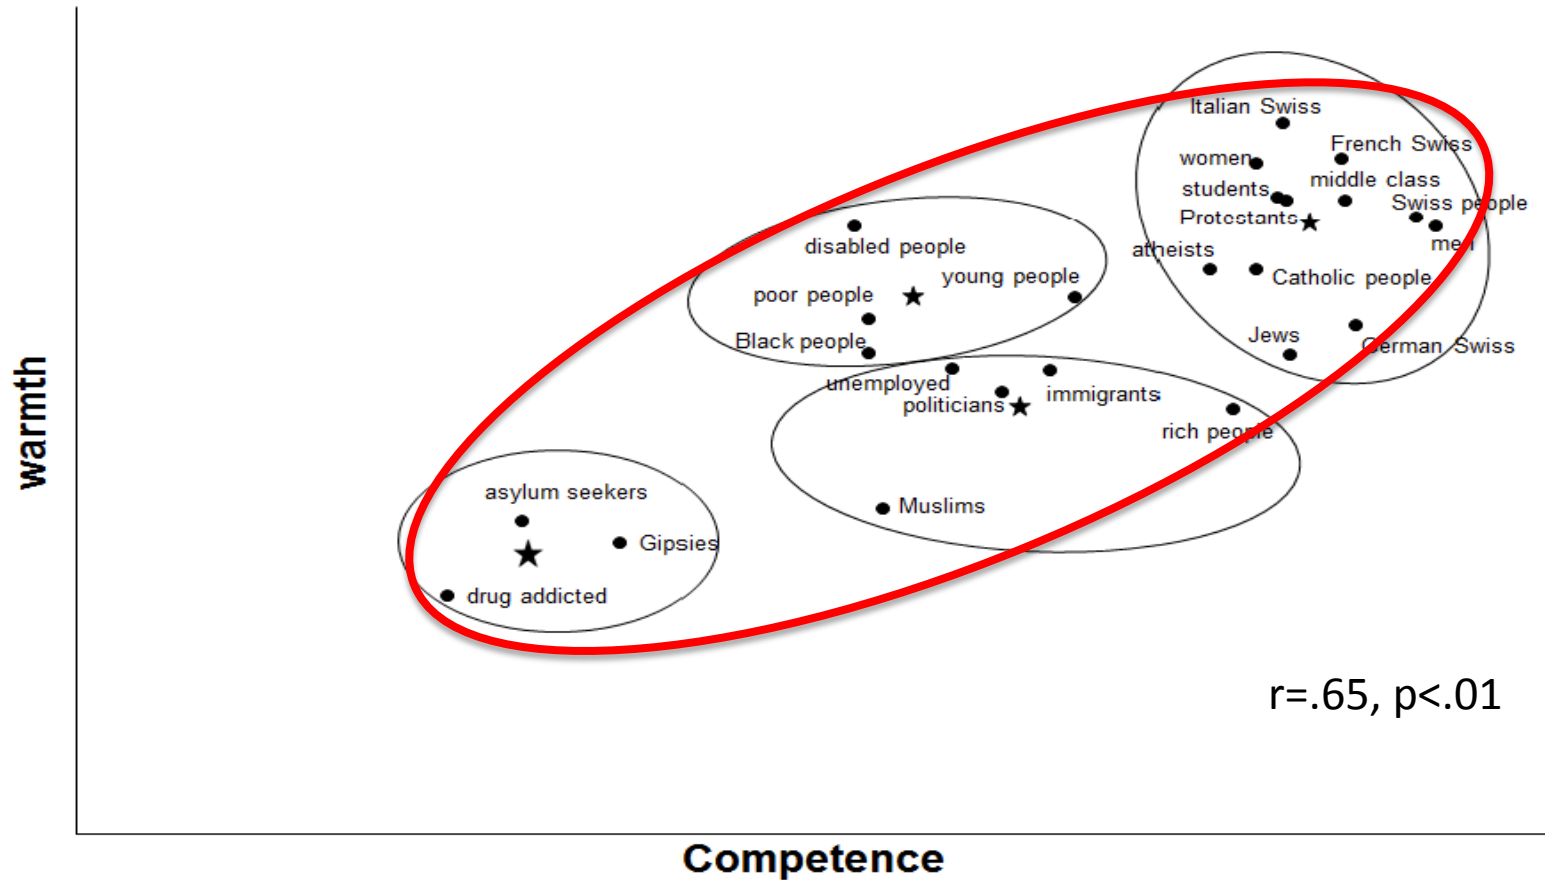 Italian Swiss
French Swiss
women
middle class
students
Swiss people
Protestants
men
atheists
disabled people
Catholic people
young people
poor people
Jews
Black people
German Swiss
unemployed
immigrants
politicians
rich people
warmth
asylum seekers
Muslims
Gipsies
drug addicted
r=.65, p<.01
Competence